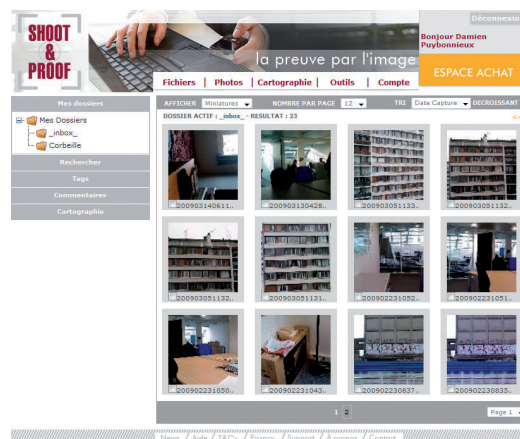 SHOOT
&
PROOF
Déconnexio
Bonjour Damien
Puybonnieux
la preuve par l'image
ESPACE ACHAT
Fichiers | Photos | Cartographie | Outils | Compte
Mes dossiers
Mes Dossiers
_inbox_
Corbeille
Rechercher
Tags
Commentaires
Cartographie
AFFICHER Miniatures NOMBRE PAR PAGE 12 TRI Date Capture DECROISSANT
DOSSIER ACTIF : _inbox_ - RESULTAT : 23
200903140611.. 200903130428.. 200903051133.. 200903051132..
200903051132.. 200903051131.. 200902231052.. 200902231051..
200902231050.. 200902231043.. 200902230837.. 200902230835..
1 2
Page 1
News / Aide / T&C's / Promos / Support / A propos / Contact